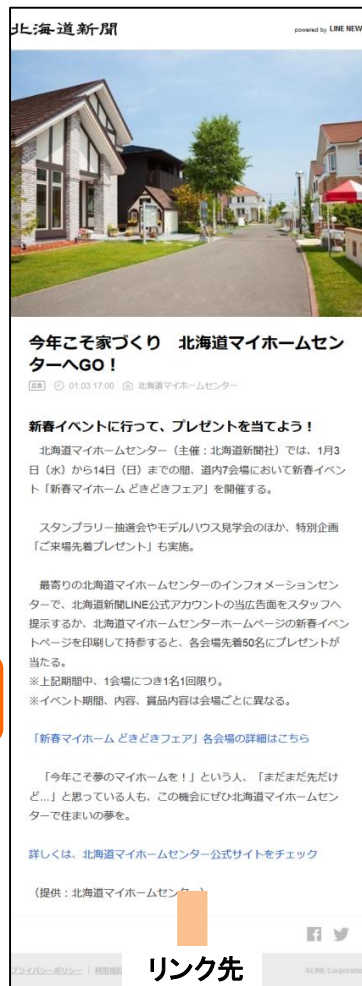 北海道新聞
powered by LINE NEW
今年こそ家づくり 北海道マイホームセン
ターへGO！
広告 01.03 17:00 北海道マイホームセンター
新春イベントに行って、プレゼントを当てよう！
北海道マイホームセンター（主催：北海道新聞社）では、1月3
日（水）から14日（日）までの間、道内7会場において新春イベン
ト「新春マイホーム どきどきフェア」を開催する。
スタンプラリー抽選会やモデルハウス見学会のほか、特別企画
「ご来場先着プレゼント」も実施。
最寄りの北海道マイホームセンターのインフォメーションセン
ターで、北海道新聞LINE公式アカウントの当広告面をスタッフへ
提示するか、北海道マイホームセンターホームページの新春イベン
トページを印刷して持参すると、各会場先着50名にプレゼントが
当たる。
※上記期間中、1会場につき1名1回限り。
※イベント期間、内容、賞品内容は会場ごとに異なる。
「新春マイホーム どきどきフェア」各会場の詳細はこちら
「今年こそ夢のマイホームを！」という人、「まだまだ先だけ
ど...」と思っている人も、この機会にぜひ北海道マイホームセン
ターで住まいの夢を。
詳しくは、北海道マイホームセンター公式サイトをチェック
（提供：北海道マイホームセンター）
プライバシーポリシー | 利用規約
リンク先
©LINE Corporatio